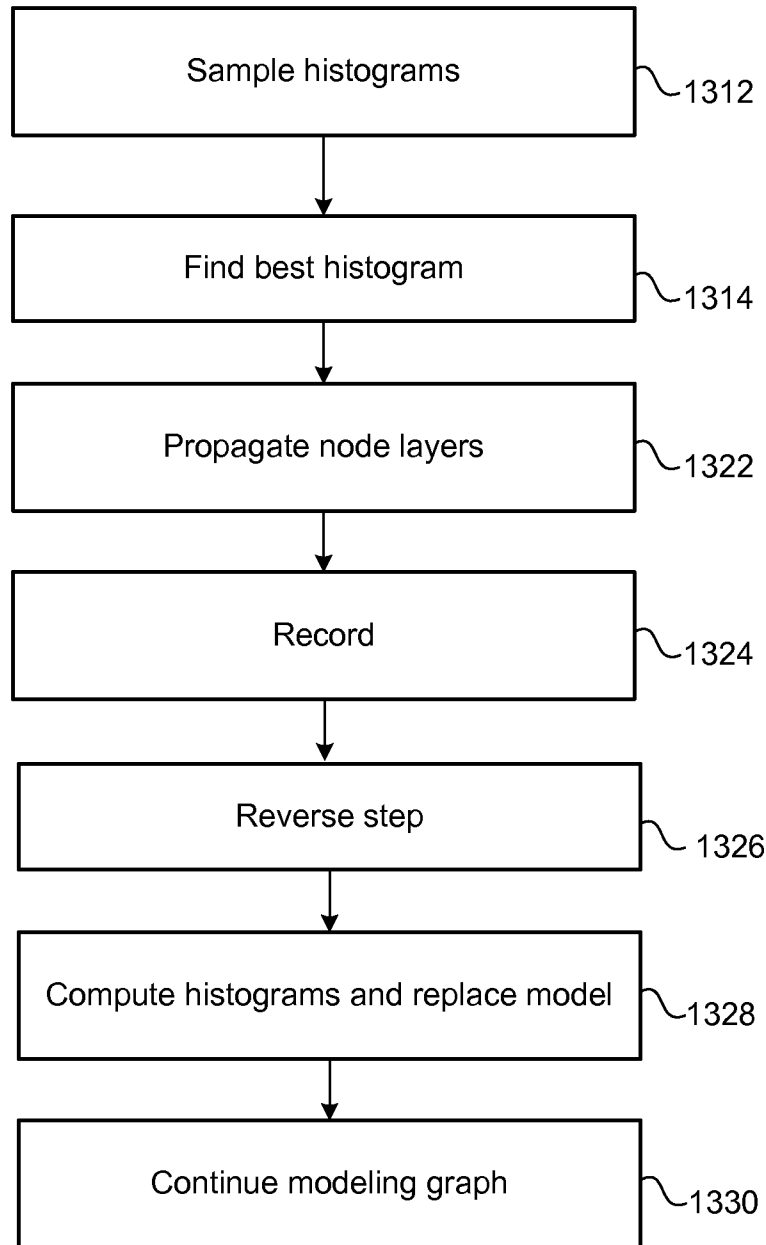 Sample histograms
1312
Find best histogram
1314
Propagate node layers
1322
Record
1324
Reverse step
1326
Compute histograms and replace model
1328
Continue modeling graph
1330